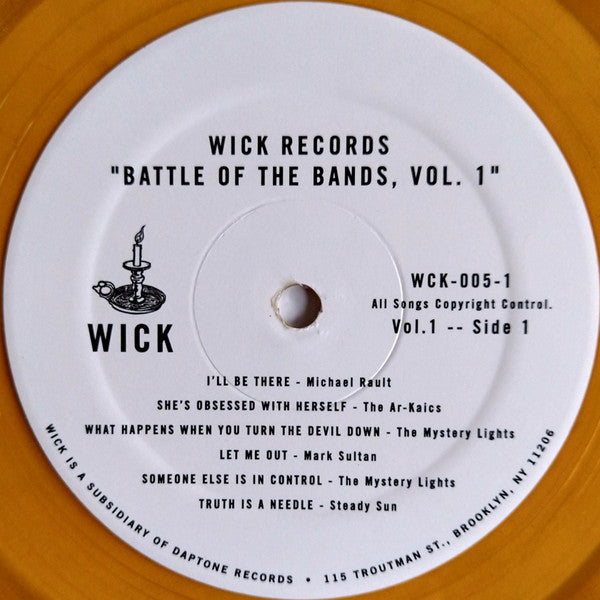 WICK RECORDS
"BATTLE OF THE BANDS, VOL. 1"
WICK
WCK-005-1
All Songs Copyright Control.
Vol.1 -- Side 1
I'LL BE THERE - Michael Rault
SHE'S OBSESSED WITH HERSELF - The Ar-Kaics
WHAT HAPPENS WHEN YOU TURN THE DEVIL DOWN - The Mystery Lights
LET ME OUT - Mark Sultan
SOMEONE ELSE IS IN CONTROL - The Mystery Lights
TRUTH IS A NEEDLE - Steady Sun
WICK IS A SUBSIDIARY OF DAPTONE RECORDS • 115 TROUTMAN ST., BROOKLYN, NY 11206